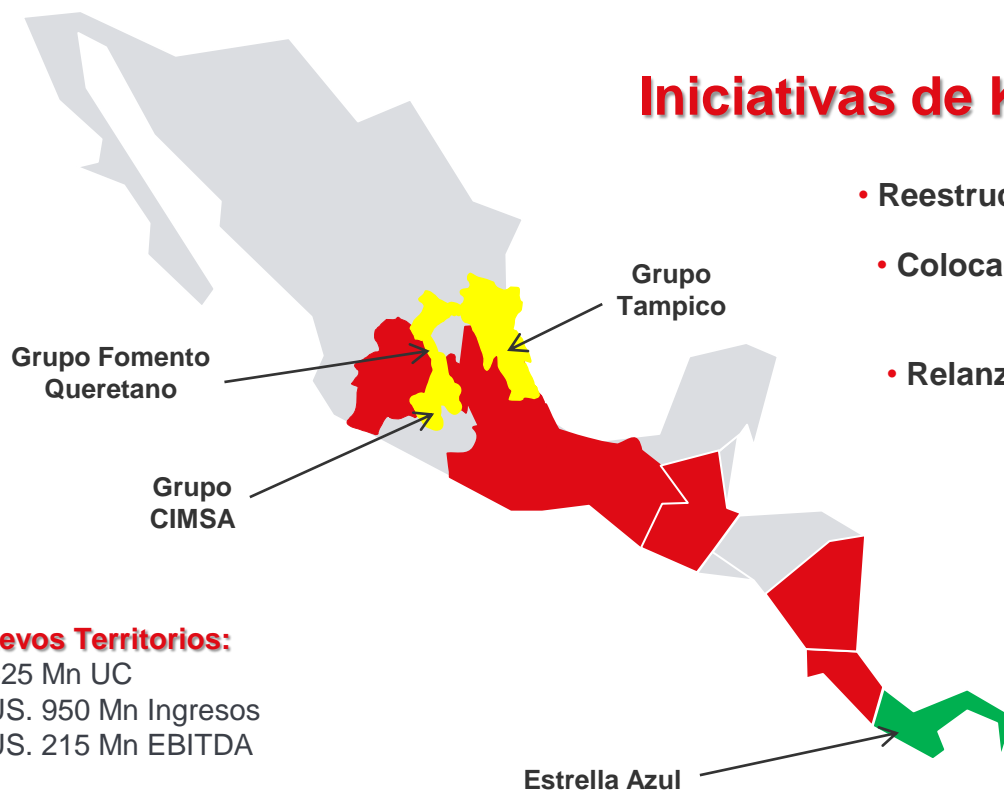 Iniciativas de K
• Reestruc
• Coloca
• Relanz
Grupo
Tampico
Grupo Fomento
Queretano
Grupo
CIMSA
evos Territorios:
25 Mn UC
US. 950 Mn Ingresos
US. 215 Mn EBITDA
Estrella Azul